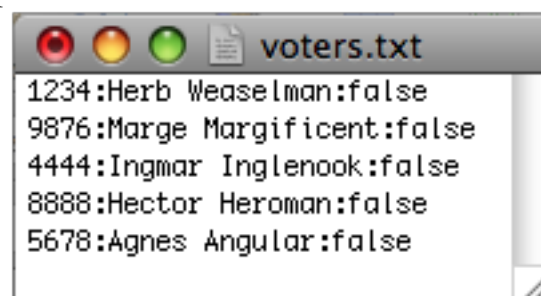 voters.txt
1234:Herb Weaselman:false
9876:Marge Margificent:false
4444:Ingmar Inglenook:false
8888:Hector Heroman:false
5678:Agnes Angular:false